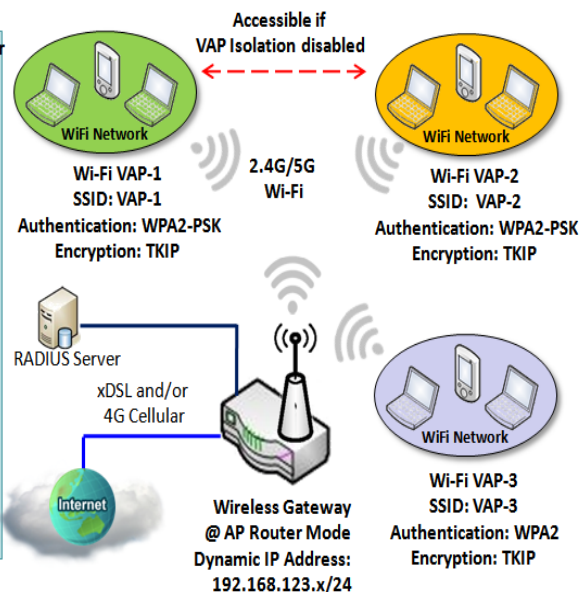 Accessible if
VAP Isolation disabled
r
WiFi Network
Wi-Fi VAP-1
SSID: VAP-1
Authentication: WPA2-PSK
Encryption: TKIP
2.4G/5G
Wi-Fi
WiFi Network
Wi-Fi VAP-2
SSID: VAP-2
Authentication: WPA2-PSK
Encryption: TKIP
RADIUS Server
xDSL and/or
4G Cellular
Internet
Wireless Gateway
@ AP Router Mode
Dynamic IP Address:
192.168.123.x/24
WiFi Network
Wi-Fi VAP-3
SSID: VAP-3
Authentication: WPA2
Encryption: TKIP